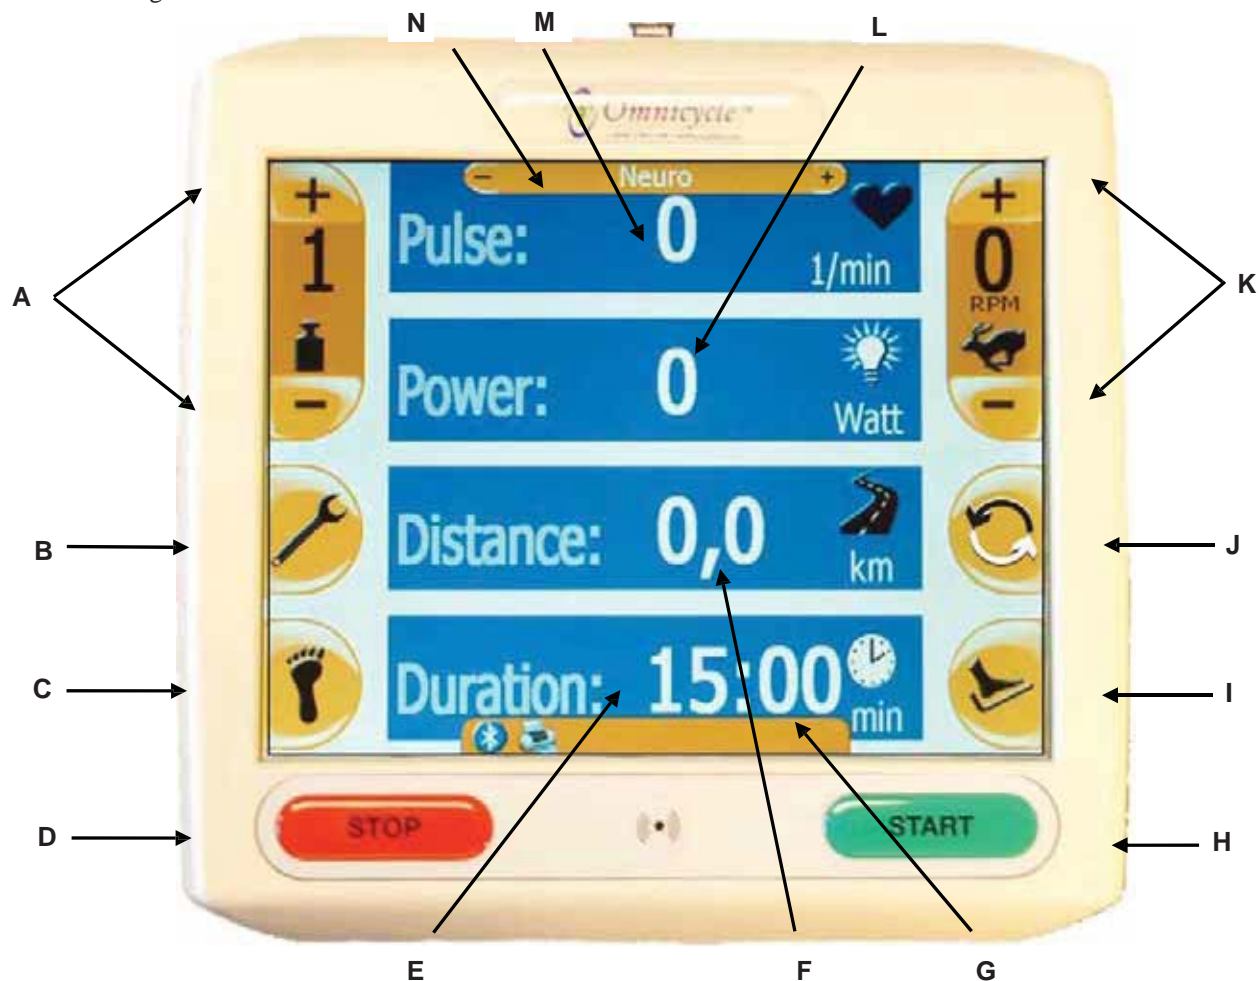 N M L
Omnicycle™
− Neuro +
+ Pulse: 0 1/min +
1 0
RPM
A K
Power: 0 Watt
− −
Distance: 0,0 km
B J
Duration: 15:00 min
C I
STOP START
D H
E F G